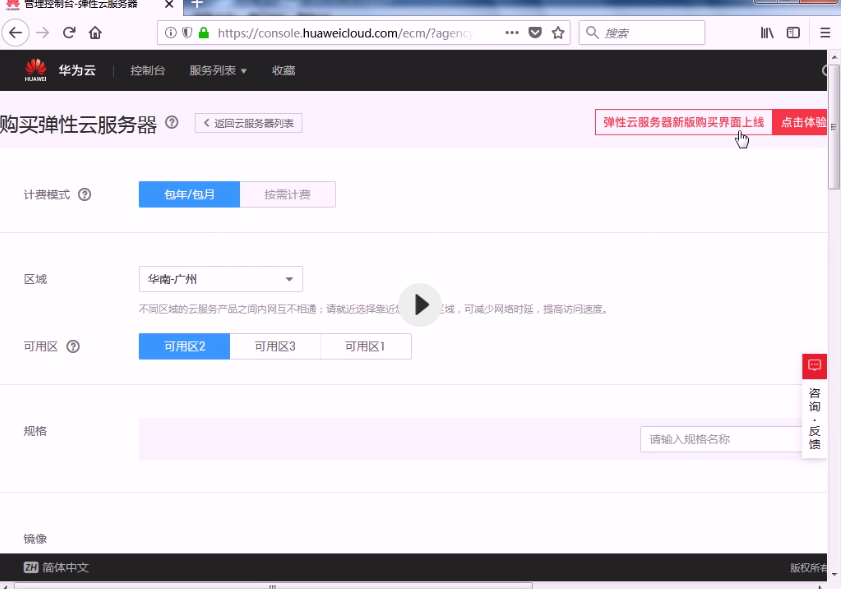 管理控制台-弹性云服务器
https://console.huaweicloud.com/ecm/?agency
搜索
HUAWEI 华为云 控制台 服务列表 收藏
购买弹性云服务器 返回云服务器列表 弹性云服务器新版购买界面上线 点击体验
计费模式 包年/包月 按需计费
区域 华南-广州
不同区域的云服务产品之间内网互不相通；请就近选择靠近 区域，可减少网络时延，提高访问速度。
可用区 可用区2 可用区3 可用区1
咨询·反馈
规格 请输入规格名称
镜像
ZH 简体中文 版权所有